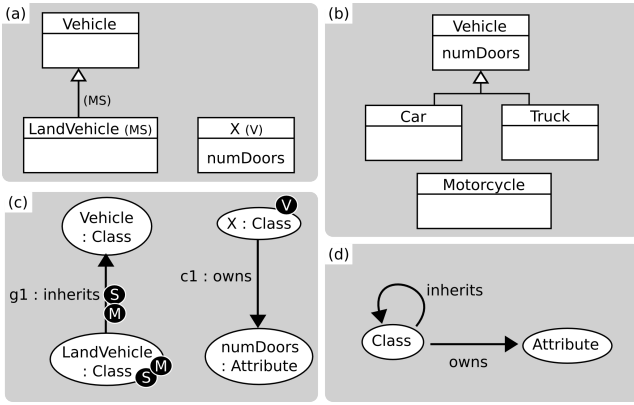 (a)
Vehicle
(MS)
LandVehicle (MS)
X (V)
numDoors
(b)
Vehicle
numDoors
Car
Truck
Motorcycle
(c)
Vehicle
: Class
V
X : Class
c1 : owns
g1 : inherits S
M
LandVehicle
: Class
M
S
numDoors
: Attribute
(d)
inherits
Class
owns
Attribute